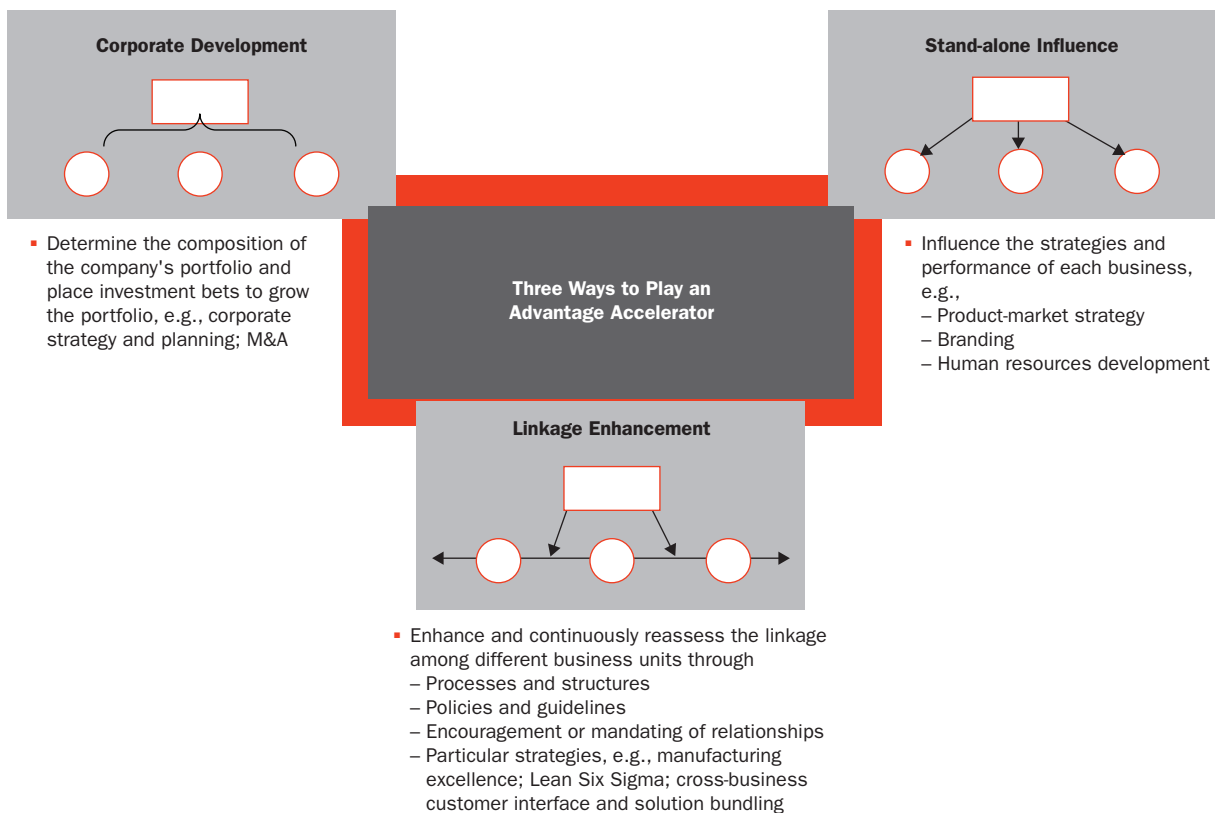 Corporate Development
▪ Determine the composition of
the company's portfolio and
place investment bets to grow
the portfolio, e.g., corporate
strategy and planning; M&A
Three Ways to Play an
Advantage Accelerator
Stand-alone Influence
▪ Influence the strategies and
performance of each business,
e.g.,
– Product-market strategy
– Branding
– Human resources development
Linkage Enhancement
▪ Enhance and continuously reassess the linkage
among different business units through
– Processes and structures
– Policies and guidelines
– Encouragement or mandating of relationships
– Particular strategies, e.g., manufacturing
excellence; Lean Six Sigma; cross-business
customer interface and solution bundling